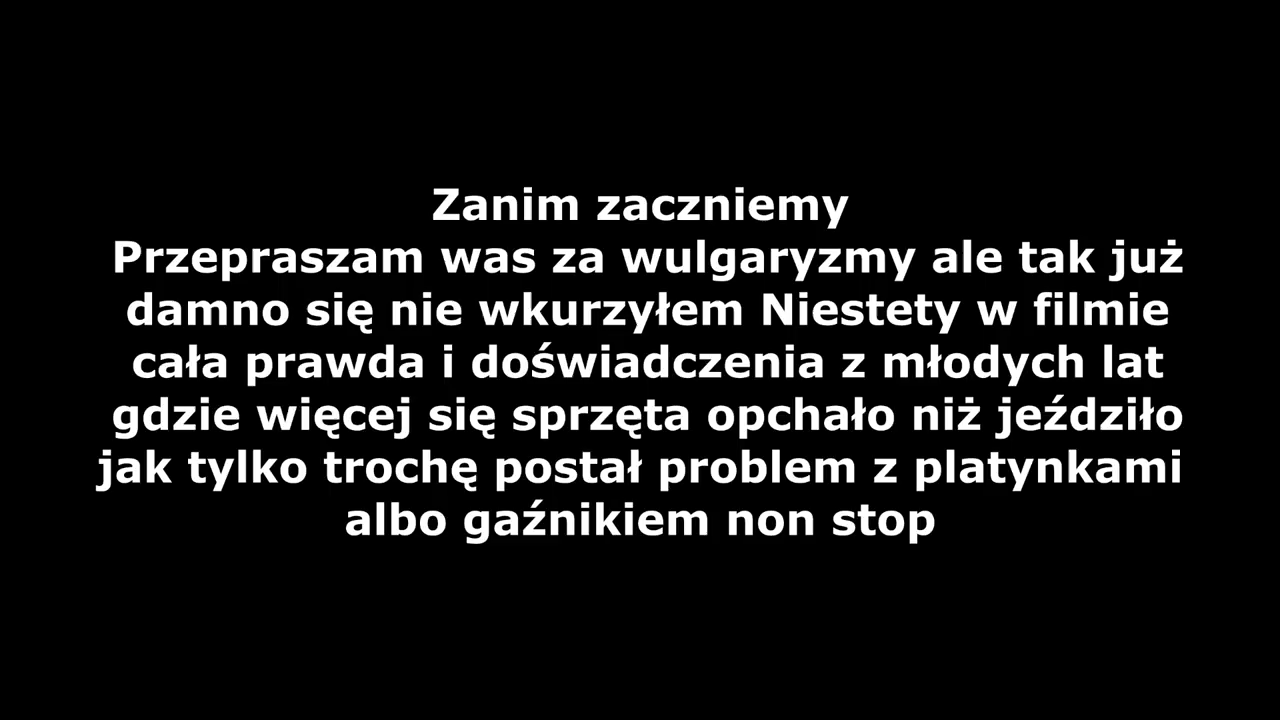 Zanim zaczniemy
Przepraszam was za wulgaryzmy ale tak już
damno się nie wkurzyłem Niestety w filmie
cała prawda i doświadczenia z młodych lat
gdzie więcej się sprzęta opchało niż jeździło
jak tylko trochę postał problem z platynkami
albo gaźnikiem non stop